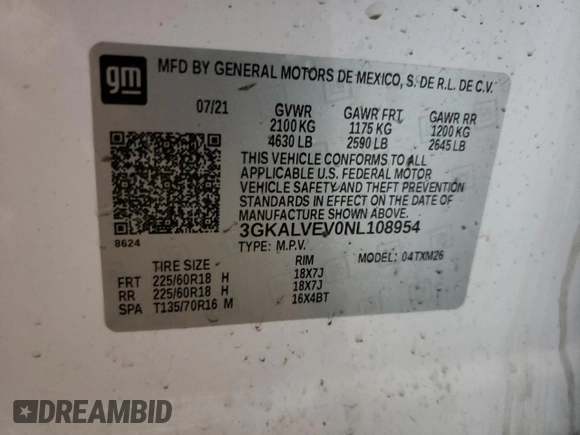 gm
MFD BY GENERAL MOTORS DE MEXICO, S. DE R.L. DE C.V.
07/21 GVWR GAWR FRT GAWR RR
2100 KG 1175 KG 1200 KG
4630 LB 2590 LB 2645 LB
THIS VEHICLE CONFORMS TO ALL
APPLICABLE U.S. FEDERAL MOTOR
VEHICLE SAFETY AND THEFT PREVENTION
STANDARDS IN EFFECT ON THE DATE OF
MANUFACTURE SHOWN ABOVE.
3GKALVEV0NL108954
8624
TYPE: M.P.V. MODEL: 04TXM26
TIRE SIZE RIM
FRT 225/60R18 H 18X7J
RR 225/60R18 H 18X7J
SPA T135/70R16 M 16X4BT
DREAMBID